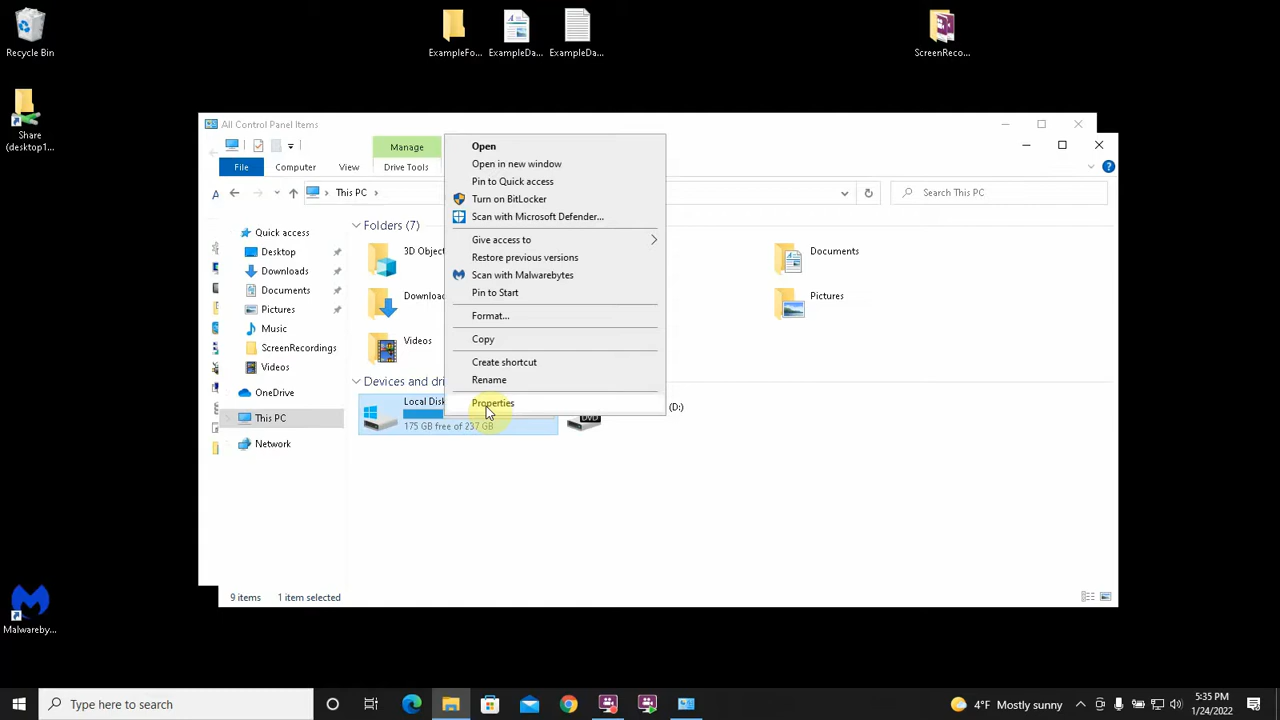 Recycle Bin
ExampleFo...
ExampleDa...
ExampleDa...
ScreenReco...
Share
(desktop1...
All Control Panel Items
Manage
File
Computer
View
Drive Tools
This PC
Search This PC
Open
Open in new window
Pin to Quick access
Turn on BitLocker
Scan with Microsoft Defender...
Give access to
Restore previous versions
Scan with Malwarebytes
Pin to Start
Format...
Copy
Create shortcut
Rename
Properties
Quick access
Desktop
Downloads
Documents
Pictures
Music
ScreenRecordings
Videos
OneDrive
This PC
Network
Folders (7)
3D Objec
Downloac
Videos
Documents
Pictures
Devices and driv
Local Disk
175 GB free of 237 GB
DVD
(D:)
9 items 1 item selected
Malwareby...
Type here to search
4°F Mostly sunny
5:35 PM
1/24/2022